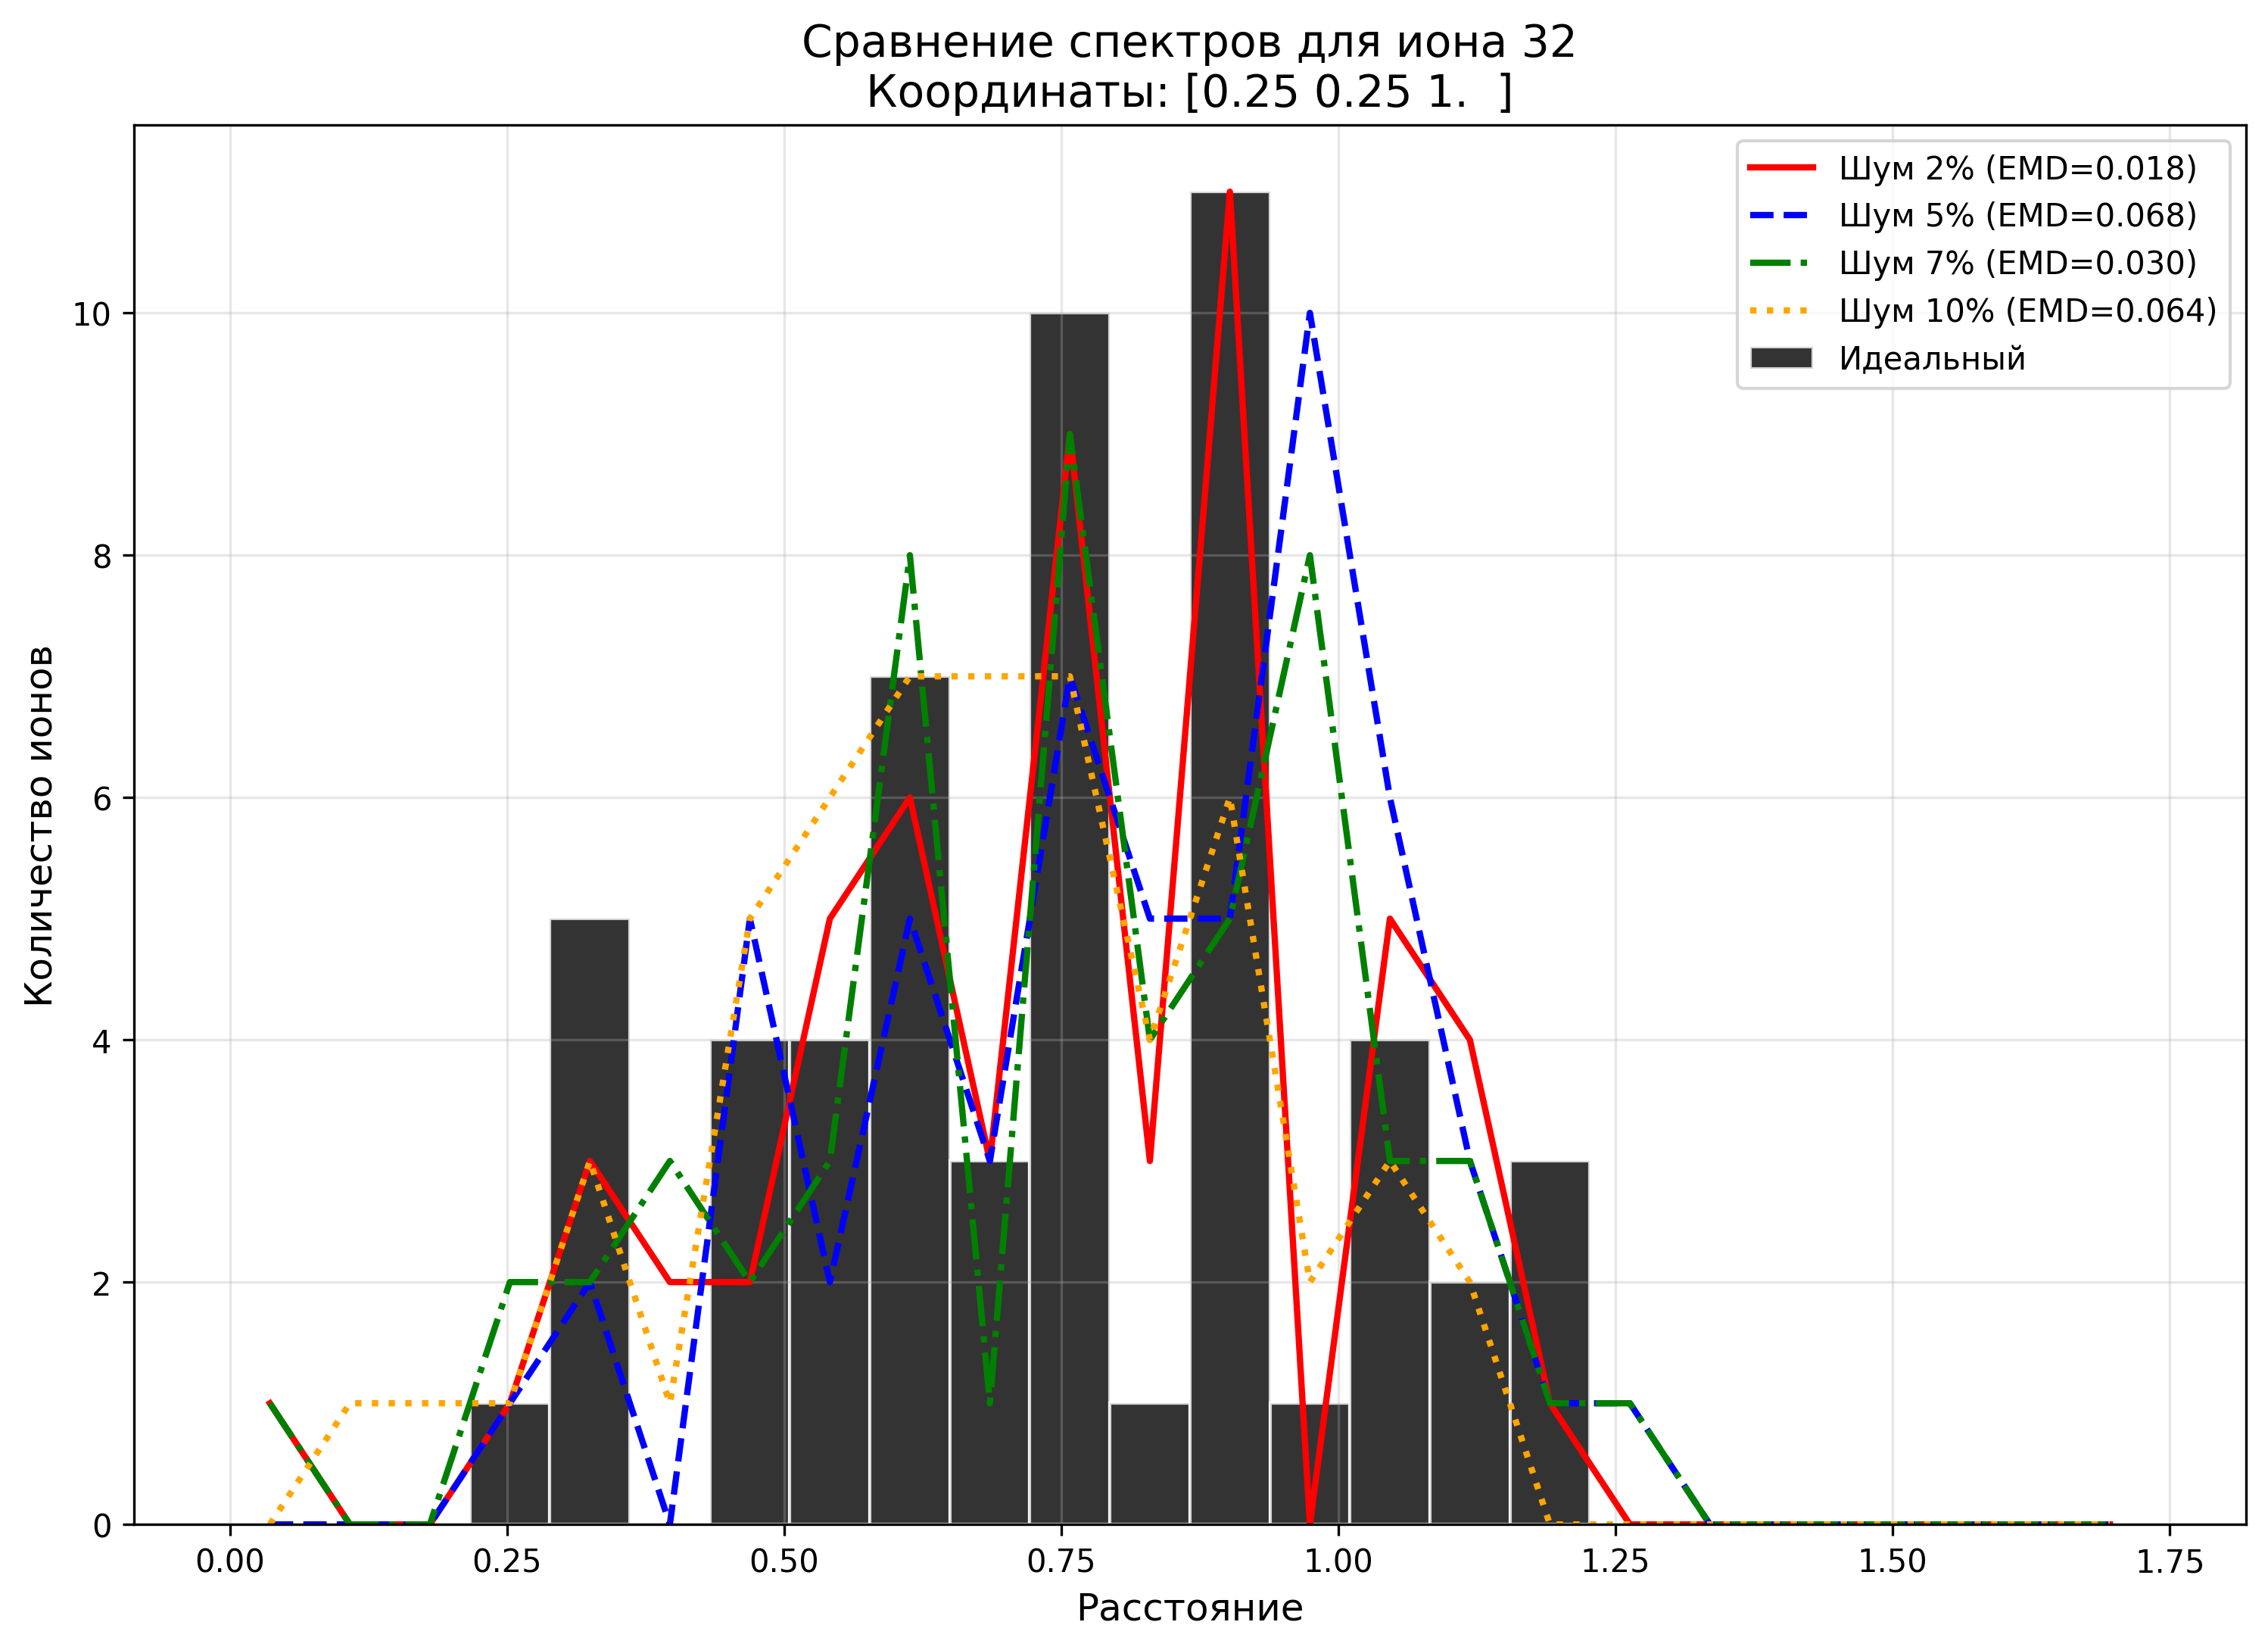 Сравнение спектров для иона 32
Координаты: [0.25 0.25 1.  ]
Шум 2% (EMD=0.018)
Шум 5% (EMD=0.068)
Шум 7% (EMD=0.030)
Шум 10% (EMD=0.064)
Идеальный
Количество ионов
10
8
6
4
2
0
0.00 0.25 0.50 0.75 1.00 1.25 1.50 1.75
Расстояние